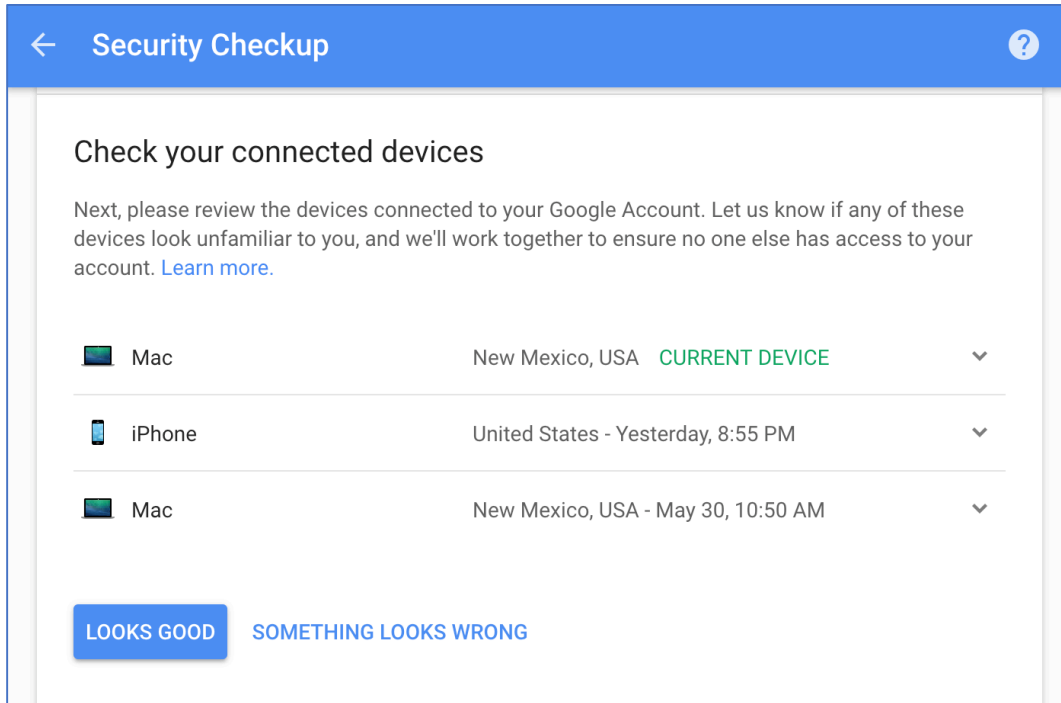 Security Checkup
?
Check your connected devices
Next, please review the devices connected to your Google Account. Let us know if any of these
devices look unfamiliar to you, and we'll work together to ensure no one else has access to your
account. Learn more.
Mac New Mexico, USA CURRENT DEVICE
iPhone United States - Yesterday, 8:55 PM
Mac New Mexico, USA - May 30, 10:50 AM
LOOKS GOOD SOMETHING LOOKS WRONG